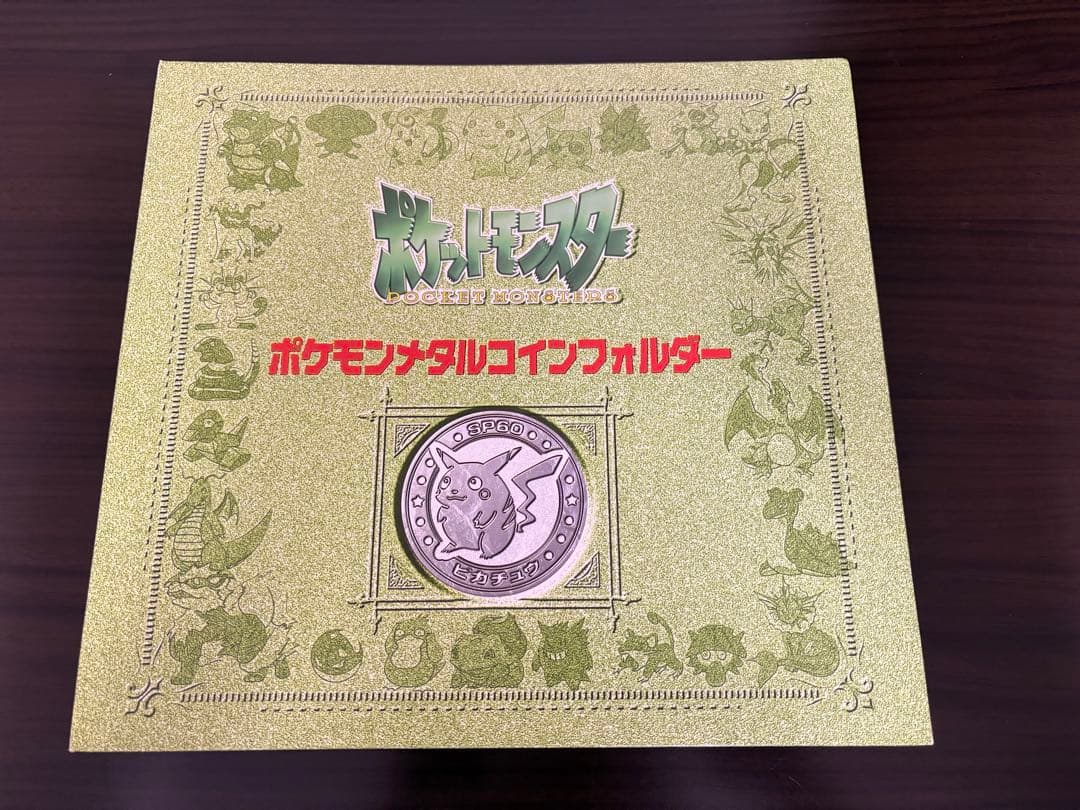 ポケットモンスター
POCKET MONSTERS
ポケモンメタルコインフォルダー
SP60
ピカチュウ